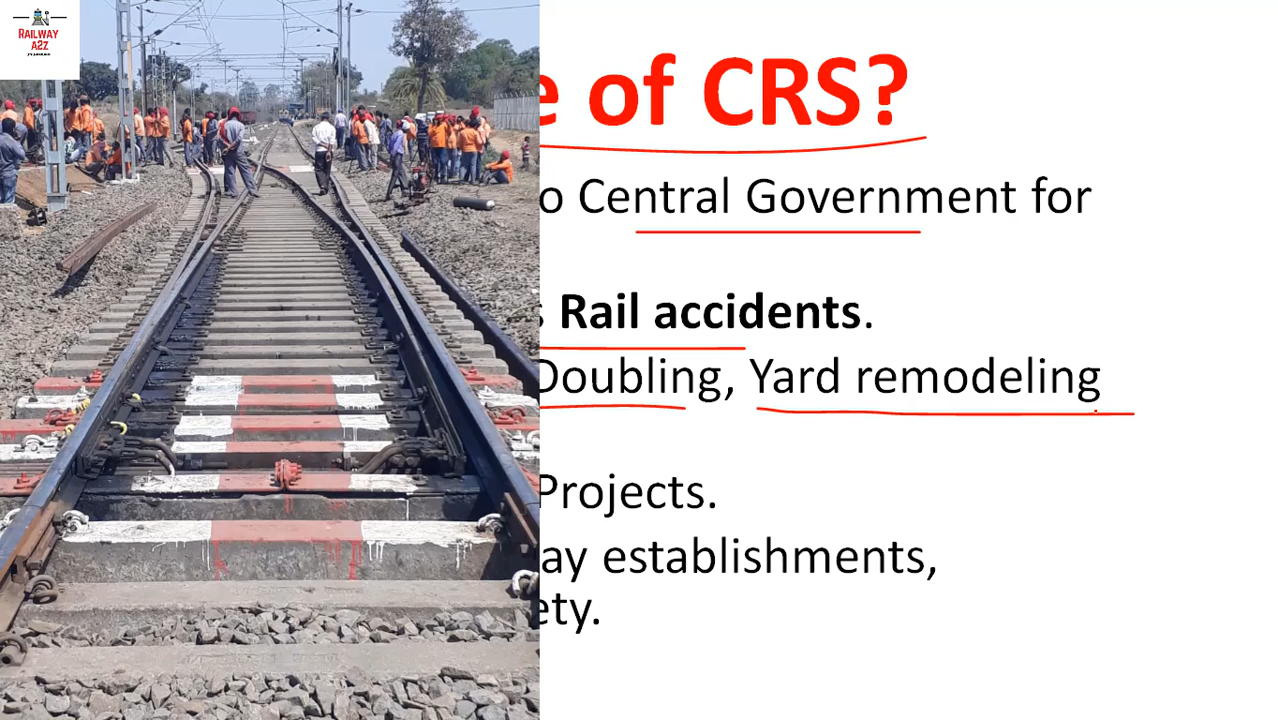 RAILWAY
A2Z
e of CRS?
o Central Government for
Rail accidents.
Doubling, Yard remodeling
Projects.
ay establishments,
ety.